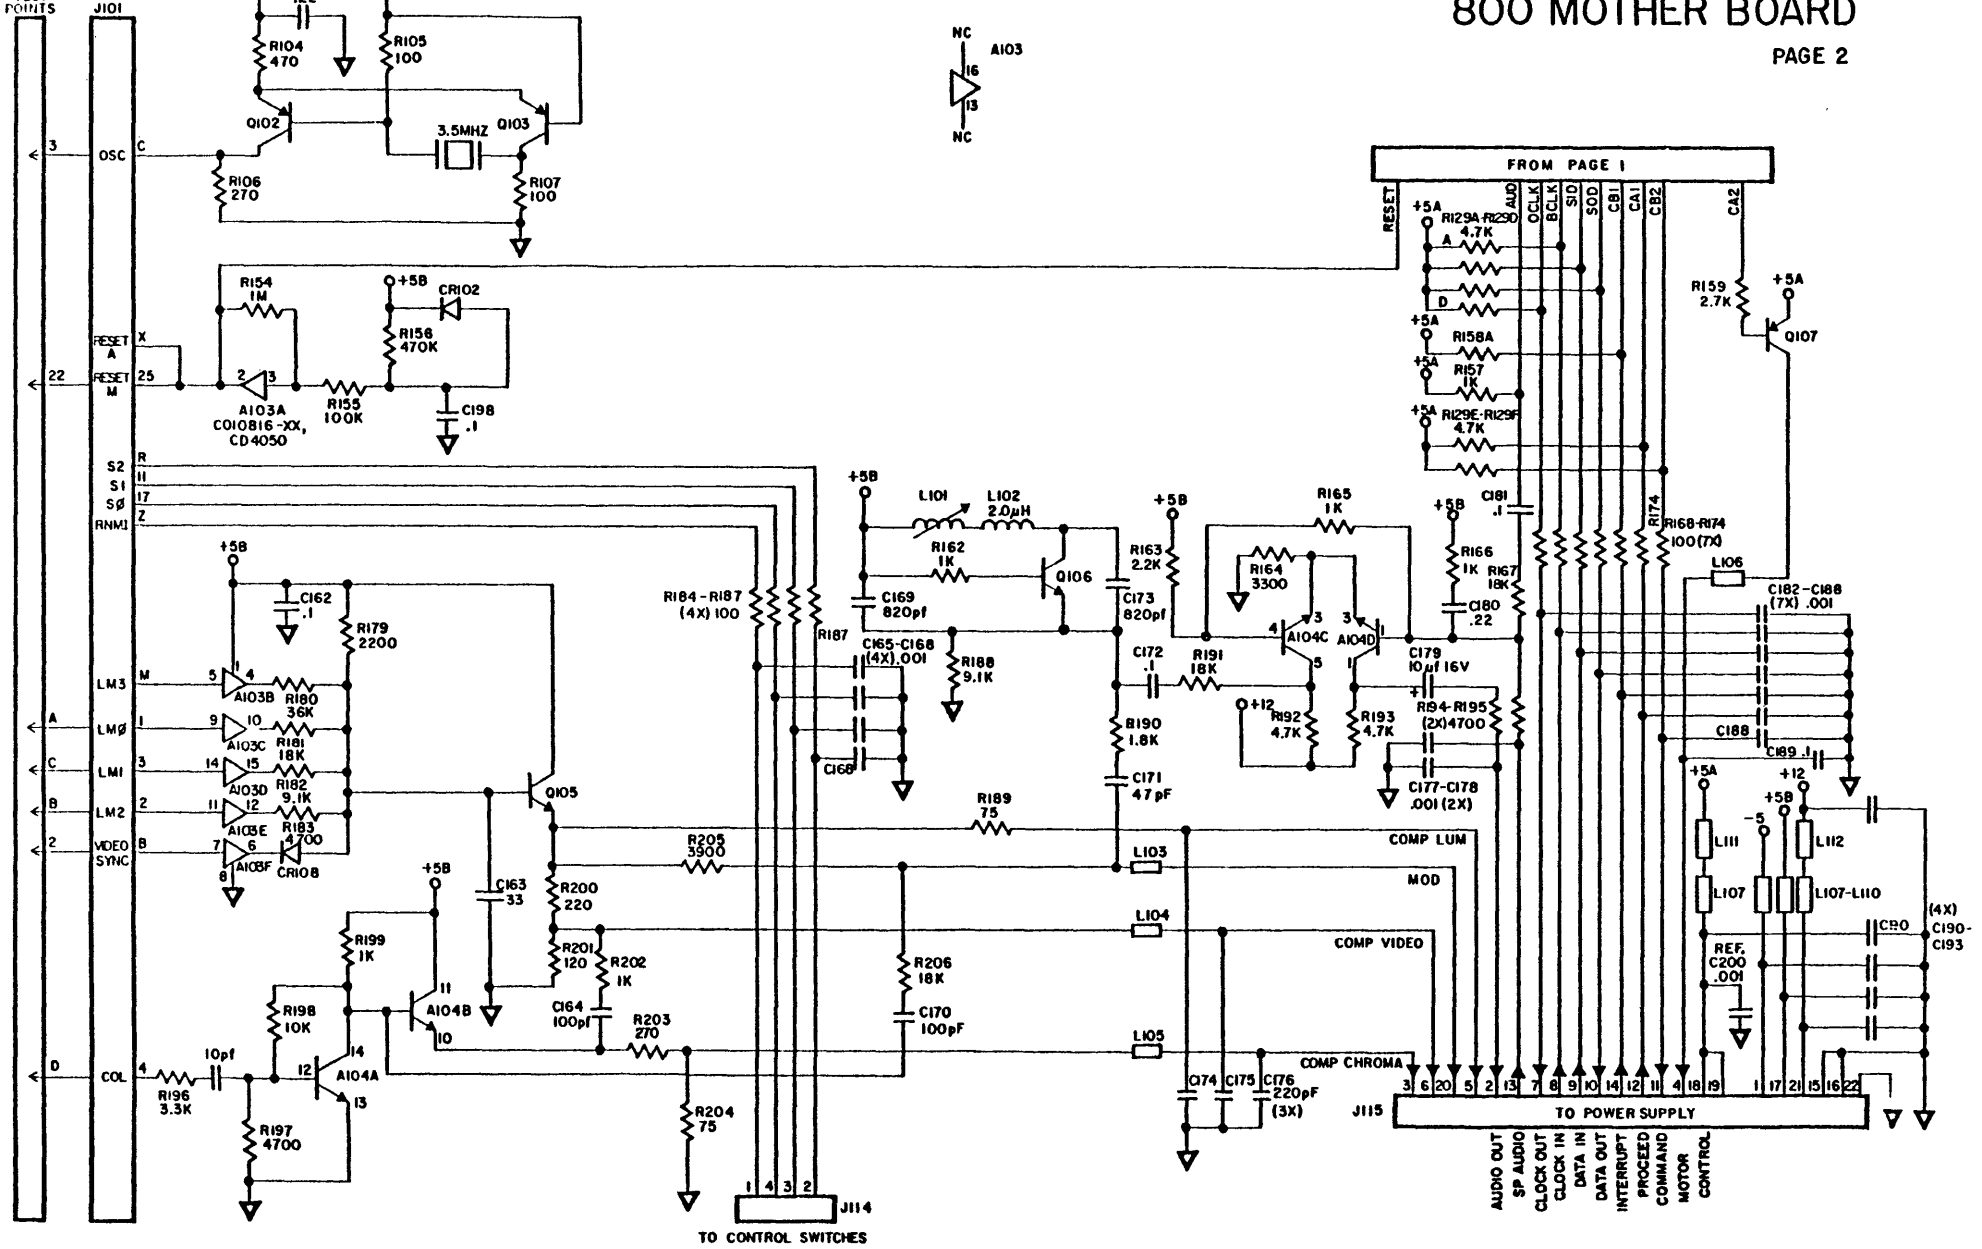 POINTS
J101
800 MOTHER BOARD
PAGE 2
R104
470
R105
100
NC
A103
16
13
NC
Q102
3.5MHZ
Q103
3
OSC
C
R106
270
R107
100
FROM PAGE 1
RESET
AUD
OCLK
BCLK
SID
SOD
CB1
CA1
CB2
CA2
+5A
R129A-R129D
4.7K
A
D
+5A
R158A
+5A
R157
1K
+5A
R129E-R129F
4.7K
R159
2.7K
+5A
Q107
R154
1M
+5B
CR102
R156
470K
RESET
A
X
22
RESET
M
25
2
3
A103A
CO10816-XX,
CD4050
R155
100K
C198
.1
S2
R
S1
11
SØ
17
RNMI
Z
+5B
C162
.1
R179
2200
R184-R187
(4X) 100
R187
C165-C168
(4X).001
C168
+5B
L101
L102
2.0µH
R162
1K
Q106
C169
820pf
C173
820pf
R188
9.1K
+5B
R163
2.2K
R165
1K
R164
3300
3
3
4
A104C
A104D
1
5
1
C172
.1
R191
18K
+12
R192
4.7K
R193
4.7K
+5B
R166
1K
C180
.22
C181
.1
R167
18K
R174
R168-R174
100(7X)
L106
C182-C188
(7X) .001
C179
10µf 16V
+
R194-R195
(2X)4700
C177-C178
.001 (2X)
C188
C189 .1
R190
1.8K
C171
47pF
LM3
M
5
1
4
A103B
R180
36K
A
LMØ
1
9
10
A103C
R181
18K
C
LM1
3
14
15
A103D
R182
9.1K
B
LM2
2
11
12
A103E
R183
4700
2
VIDEO
SYNC
B
7
6
A103F
8
CR108
Q105
R189
75
COMP LUM
R205
3900
L103
MOD
+5B
C163
33
R200
220
R201
120
R202
1K
C164
100pf
R203
270
L104
COMP VIDEO
R206
18K
C170
100pF
L105
COMP CHROMA
R199
1K
R198
10K
11
A104B
10
D
COL
4
R196
3.3K
10pf
12
14
A104A
13
R197
4700
R204
75
C174
C175
C176
220pF
(3X)
+5A
+12
+5B
-5
L111
L112
L107
L107-L110
(4X)
C190-
C193
REF.
C200
.001
3
6
20
5
2
13
7
8
9
10
14
12
11
4
18
19
1
17
21
15
16
22
J115
TO POWER SUPPLY
AUDIO OUT
SP AUDIO
CLOCK OUT
CLOCK IN
DATA IN
DATA OUT
INTERRUPT
PROCEED
COMMAND
MOTOR
CONTROL
1
4
3
2
J114
TO CONTROL SWITCHES